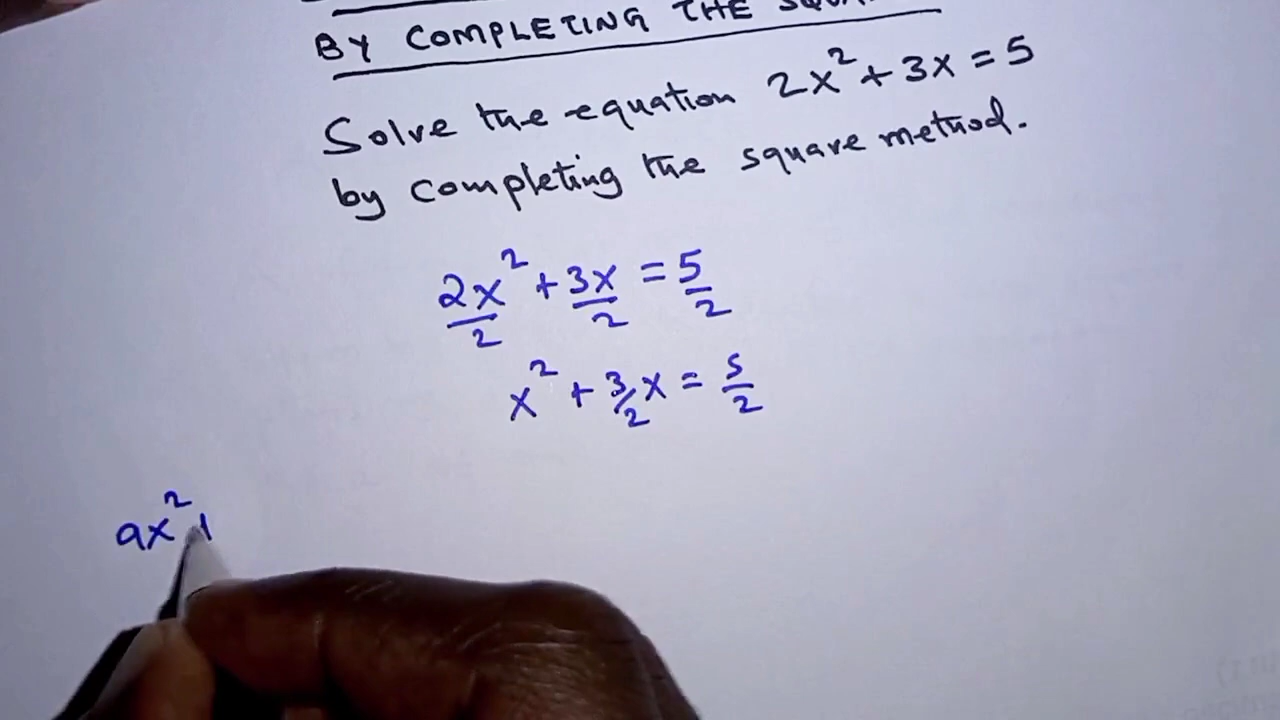 BY COMPLETING THE
Solve the equation 2x² + 3x = 5
by completing the square method.
2x²/2 + 3x/2 = 5/2
x² + 3/2x = 5/2
ax²